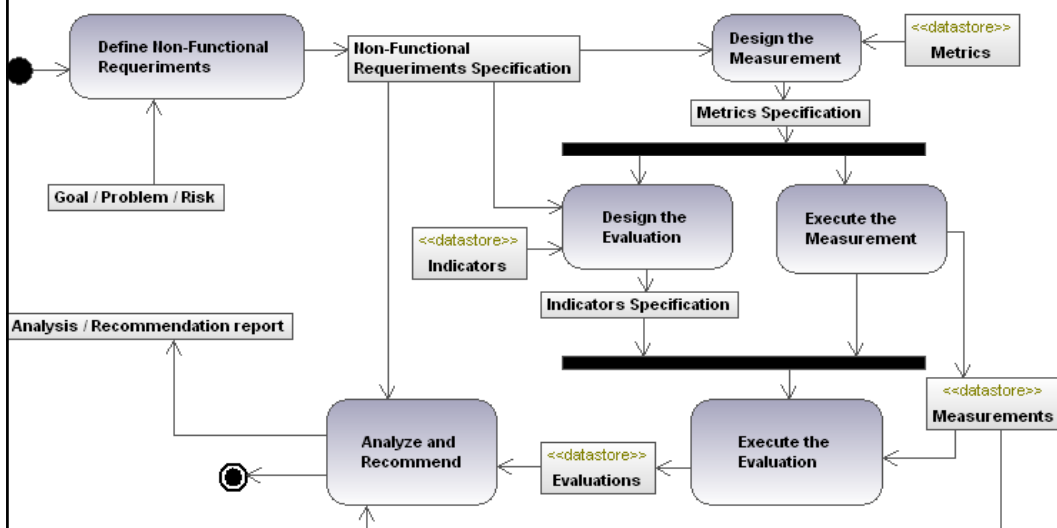 Define Non-Functional
Requeriments
Non-Functional
Requeriments Specification
Design the
Measurement
<<datastore>>
Metrics
Metrics Specification
Goal / Problem / Risk
Design the
Evaluation
Execute the
Measurement
<<datastore>>
Indicators
Indicators Specification
Analysis / Recommendation report
<<datastore>>
Measurements
Analyze and
Recommend
<<datastore>>
Evaluations
Execute the
Evaluation